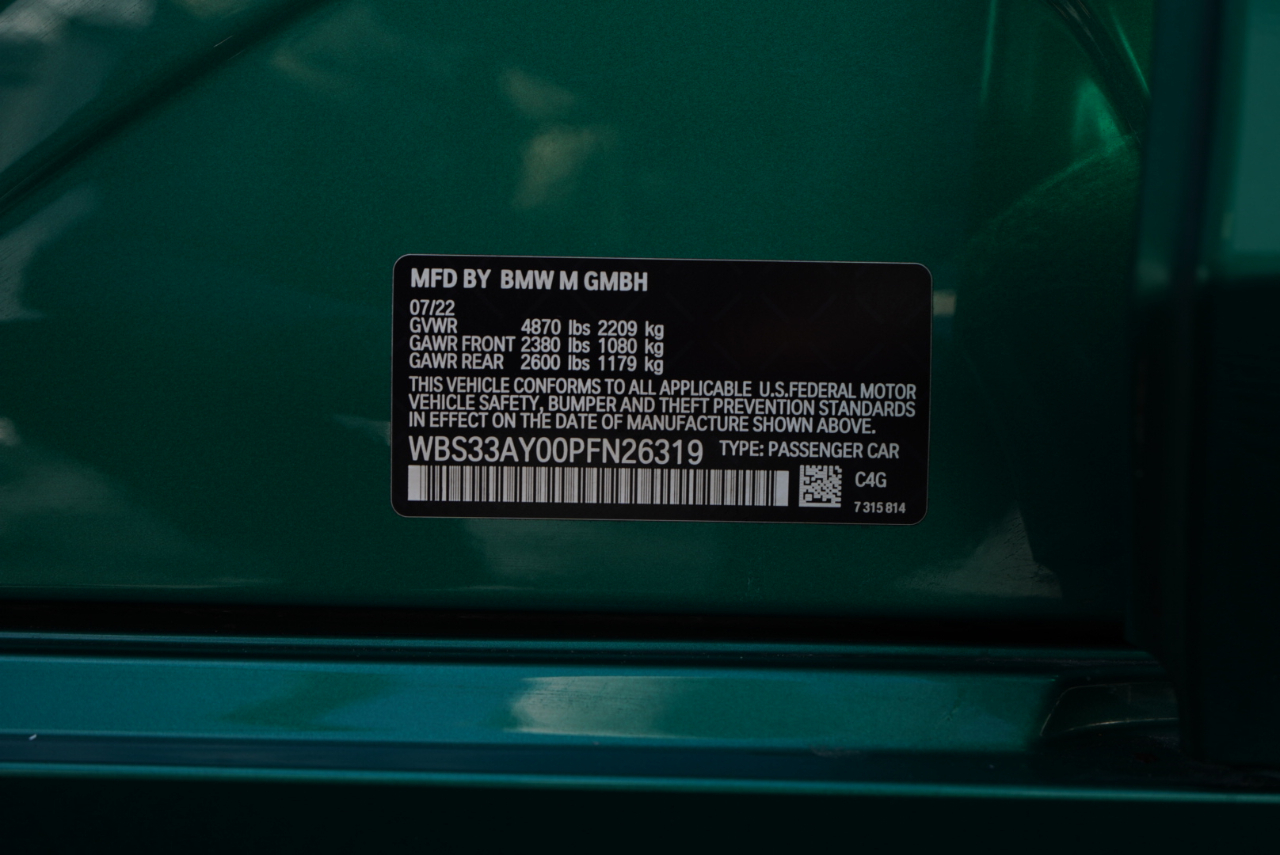 MFD BY BMW M GMBH
07/22
GVWR 4870 lbs 2209 kg
GAWR FRONT 2380 lbs 1080 kg
GAWR REAR 2600 lbs 1179 kg
THIS VEHICLE CONFORMS TO ALL APPLICABLE U.S.FEDERAL MOTOR
VEHICLE SAFETY, BUMPER AND THEFT PREVENTION STANDARDS
IN EFFECT ON THE DATE OF MANUFACTURE SHOWN ABOVE.
WBS33AY00PFN26319 TYPE: PASSENGER CAR
C4G
7 315 814